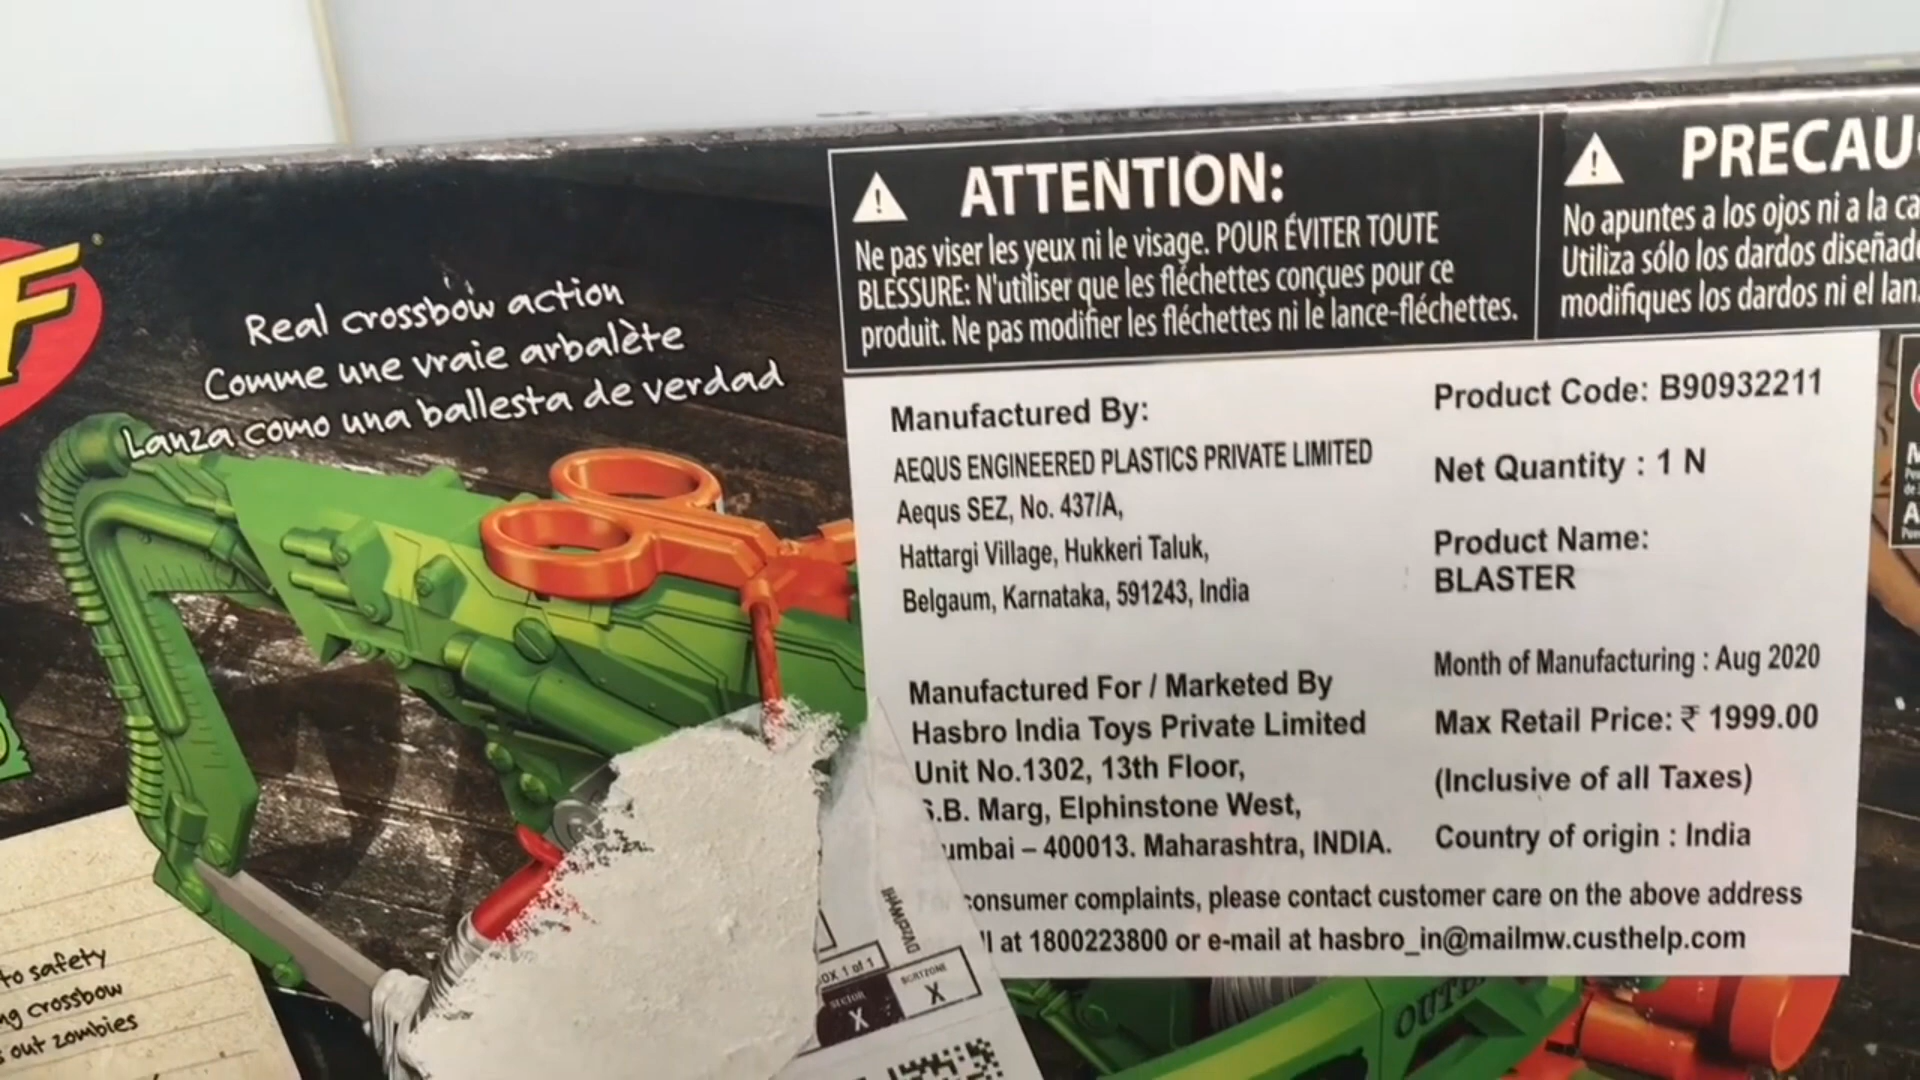 Real crossbow action
Comme une vraie arbalète
Lanza como una ballesta de verdad
ATTENTION:
Ne pas viser les yeux ni le visage. POUR ÉVITER TOUTE
BLESSURE: N'utiliser que les fléchettes conçues pour ce
produit. Ne pas modifier les fléchettes ni le lance-fléchettes.
No apuntes a los ojos ni a la
Utiliza sólo los dardos
modifiques los dardos ni el
Manufactured By:
AEQUS ENGINEERED PLASTICS PRIVATE LIMITED
Aequs SEZ, No. 437/A,
Hattargi Village, Hukkeri Taluk,
Belgaum, Karnataka, 591243, India
Manufactured For / Marketed By
Hasbro India Toys Private Limited
Unit No.1302, 13th Floor,
S.B. Marg, Elphinstone West,
umbai – 400013. Maharashtra, INDIA.
Product Code: B90932211
Net Quantity : 1 N
Product Name:
BLASTER
Month of Manufacturing : Aug 2020
Max Retail Price: ₹ 1999.00
(Inclusive of all Taxes)
Country of origin : India
consumer complaints, please contact customer care on the above address
at 1800223800 or e-mail at hasbro_in@mailmw.custhelp.com
to safety
crossbow
out zombies
OX 1 of 1
SECTOR
X
SORTZONE
X